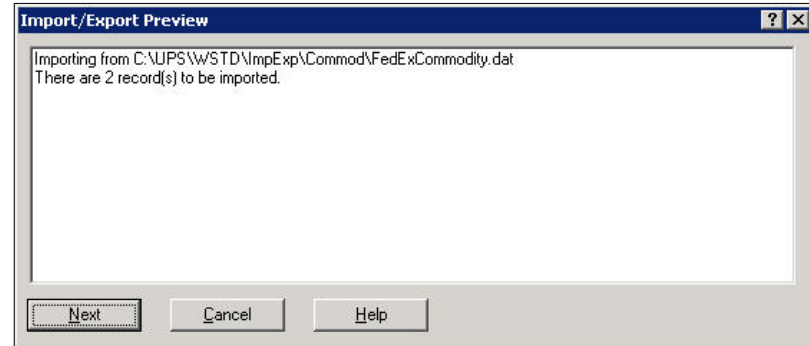 Import/Export Preview
Importing from C:\UPS\WSTD\ImpExp\Commod\FedExCommodity.dat
There are 2 record(s) to be imported.
Next Cancel Help